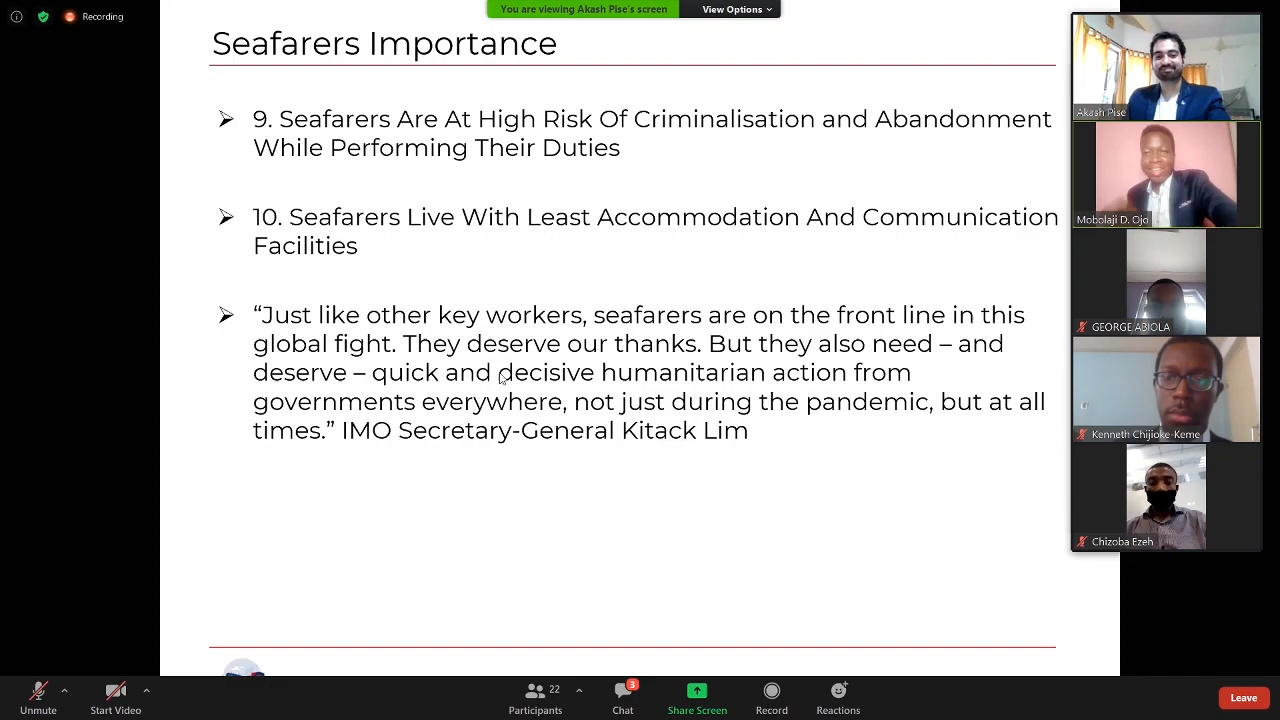 Recording
You are viewing Akash Pise's screen
View Options
Seafarers Importance
9. Seafarers Are At High Risk Of Criminalisation and Abandonment
While Performing Their Duties
10. Seafarers Live With Least Accommodation And Communication
Facilities
“Just like other key workers, seafarers are on the front line in this
global fight. They deserve our thanks. But they also need – and
deserve – quick and decisive humanitarian action from
governments everywhere, not just during the pandemic, but at all
times.” IMO Secretary-General Kitack Lim
Akash Pise
Mobolaji D. Ojo
GEORGE ABIOLA
Kenneth Chijioke-Keme
Chizoba Ezeh
Unmute
Start Video
22
Participants
3
Chat
Share Screen
Record
Reactions
Leave